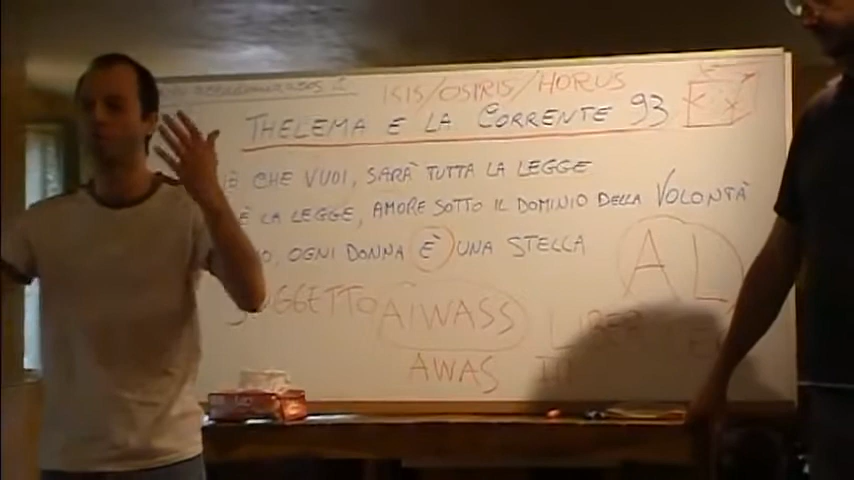 ISIS/OSIRIS/HORUS
THELEMA E LA CORRENTE 93
CHE VUOI, SARÀ TUTTA LA LEGGE
È LA LEGGE, AMORE SOTTO IL DOMINIO DELLA VOLONTÀ
OGNI DONNA È UNA STELLA
AL
AIWASS
AWAS